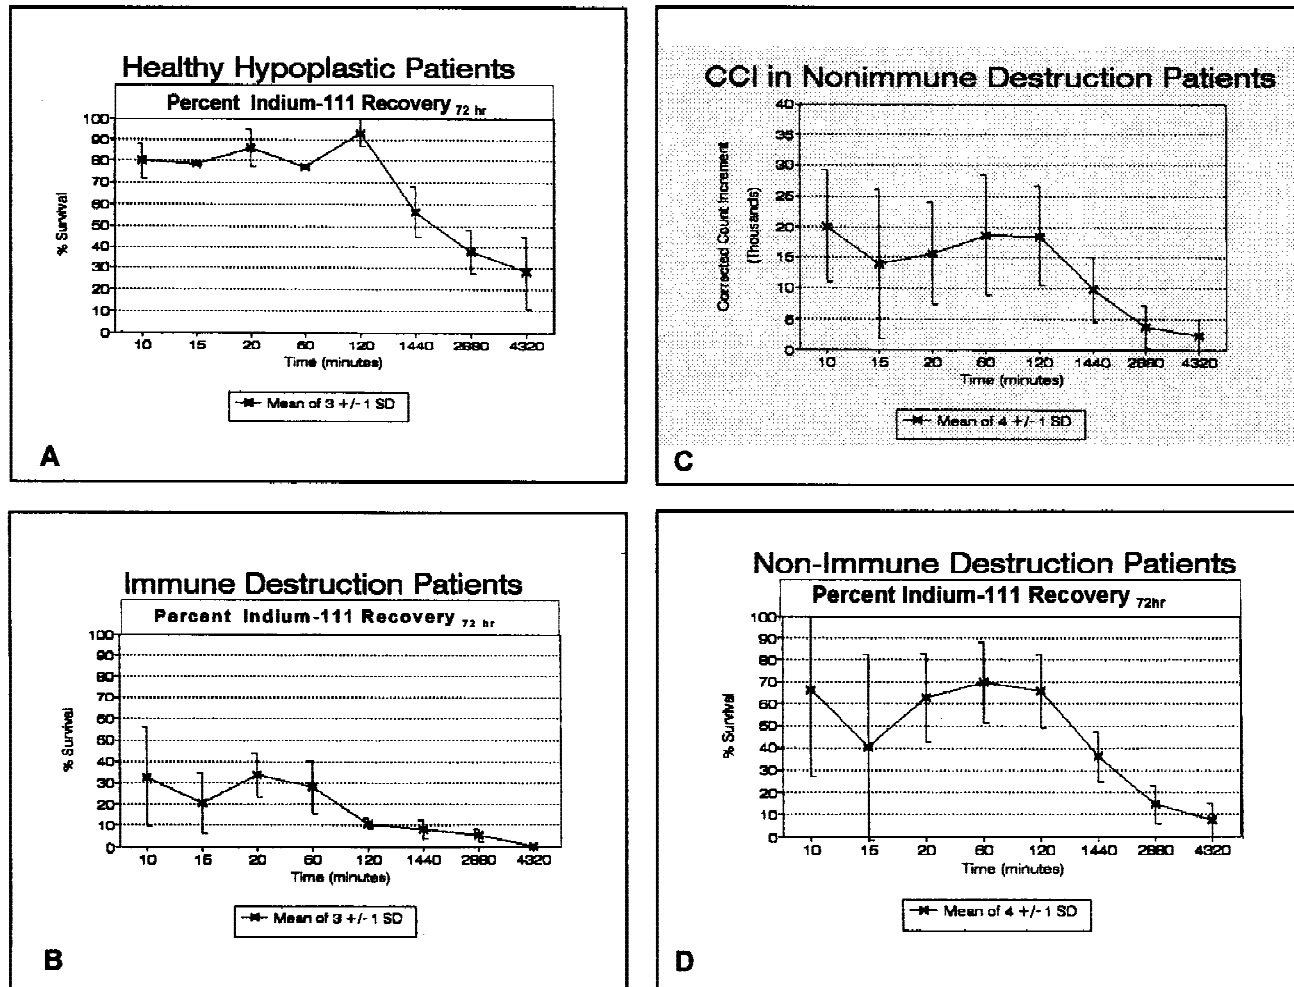 Healthy Hypoplastic Patients
Percent Indium-111 Recovery 72 hr
% Survival
100
90
80
70
60
50
40
30
20
10
0
10 15 20 60 120 1440 2880 4320
Time (minutes)
Mean of 3 +/- 1 SD
A
CCI in Nonimmune Destruction Patients
Corrected Count Increment
(Thousands)
40
35
30
25
20
15
10
5
0
10 15 20 60 120 1440 2880 4320
Time (minutes)
Mean of 4 +/- 1 SD
C
Immune Destruction Patients
Percent Indium-111 Recovery 72 hr
% Survival
100
90
80
70
60
50
40
30
20
10
0
10 15 20 60 120 1440 2880 4320
Time (minutes)
Mean of 3 +/- 1 SD
B
Non-Immune Destruction Patients
Percent Indium-111 Recovery 72hr
% Survival
100
90
80
70
60
50
40
30
20
10
0
10 15 20 60 120 1440 2880 4320
Time (minutes)
Mean of 4 +/- 1 SD
D